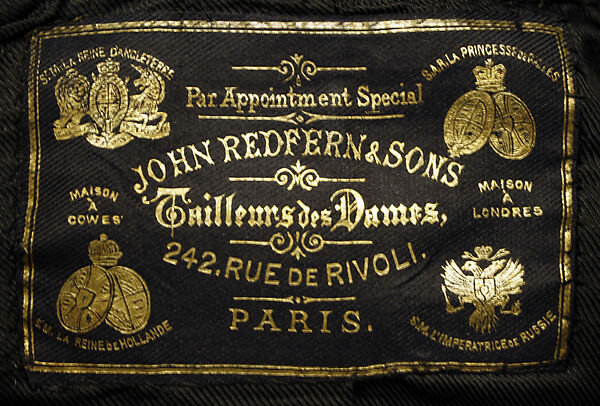 S.M. LA REINE D'ANGLETERRE
S.A.R. LA PRINCESSE DE GALLES
Par Appointment Special
JOHN REDFERN & SONS
Tailleurs des Dames,
MAISON
À
COWES
MAISON
À
LONDRES
242, RUE DE RIVOLI.
PARIS.
S.M. LA REINE DE HOLLANDE
S.M. L'IMPERATRICE DE RUSSIE